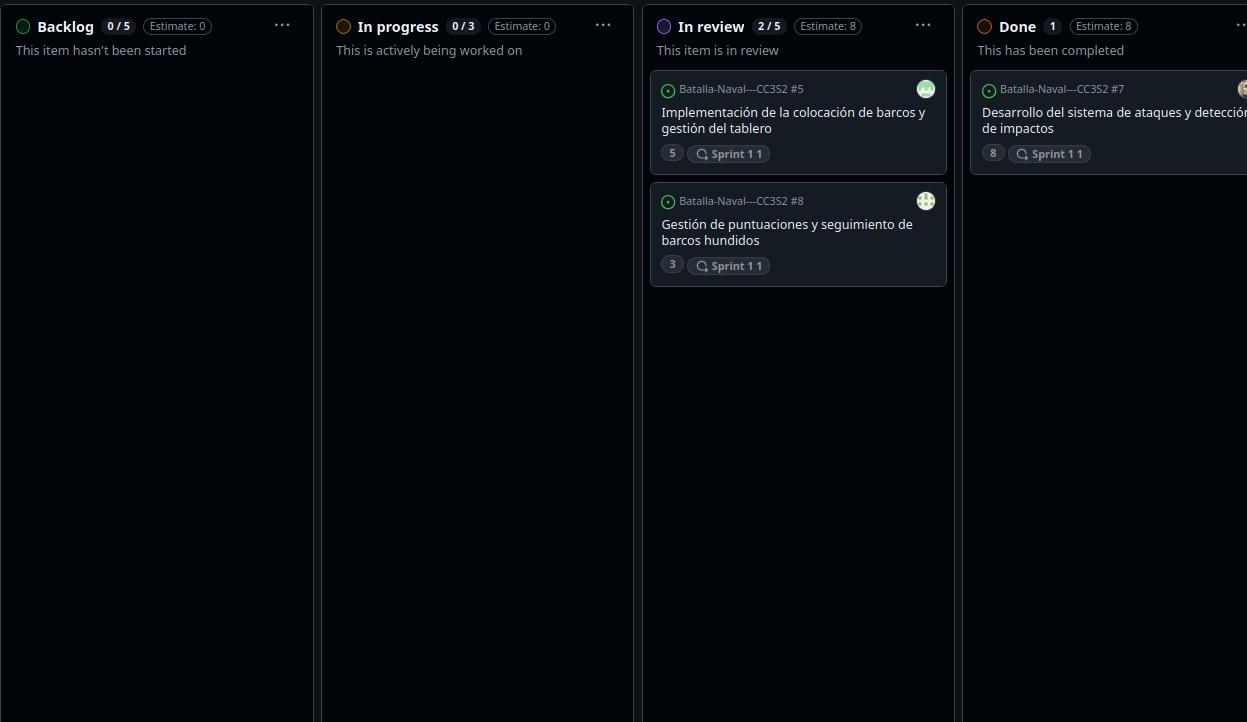 Backlog 0 / 5 Estimate: 0
This item hasn't been started
In progress 0 / 3 Estimate: 0
This is actively being worked on
In review 2 / 5 Estimate: 8
This item is in review
Batalla-Naval---CC3S2 #5
Implementación de la colocación de barcos y
gestión del tablero
5 Sprint 1 1
Batalla-Naval---CC3S2 #8
Gestión de puntuaciones y seguimiento de
barcos hundidos
3 Sprint 1 1
Done 1 Estimate: 8
This has been completed
Batalla-Naval---CC3S2 #7
Desarrollo del sistema de ataques y detección
de impactos
8 Sprint 1 1